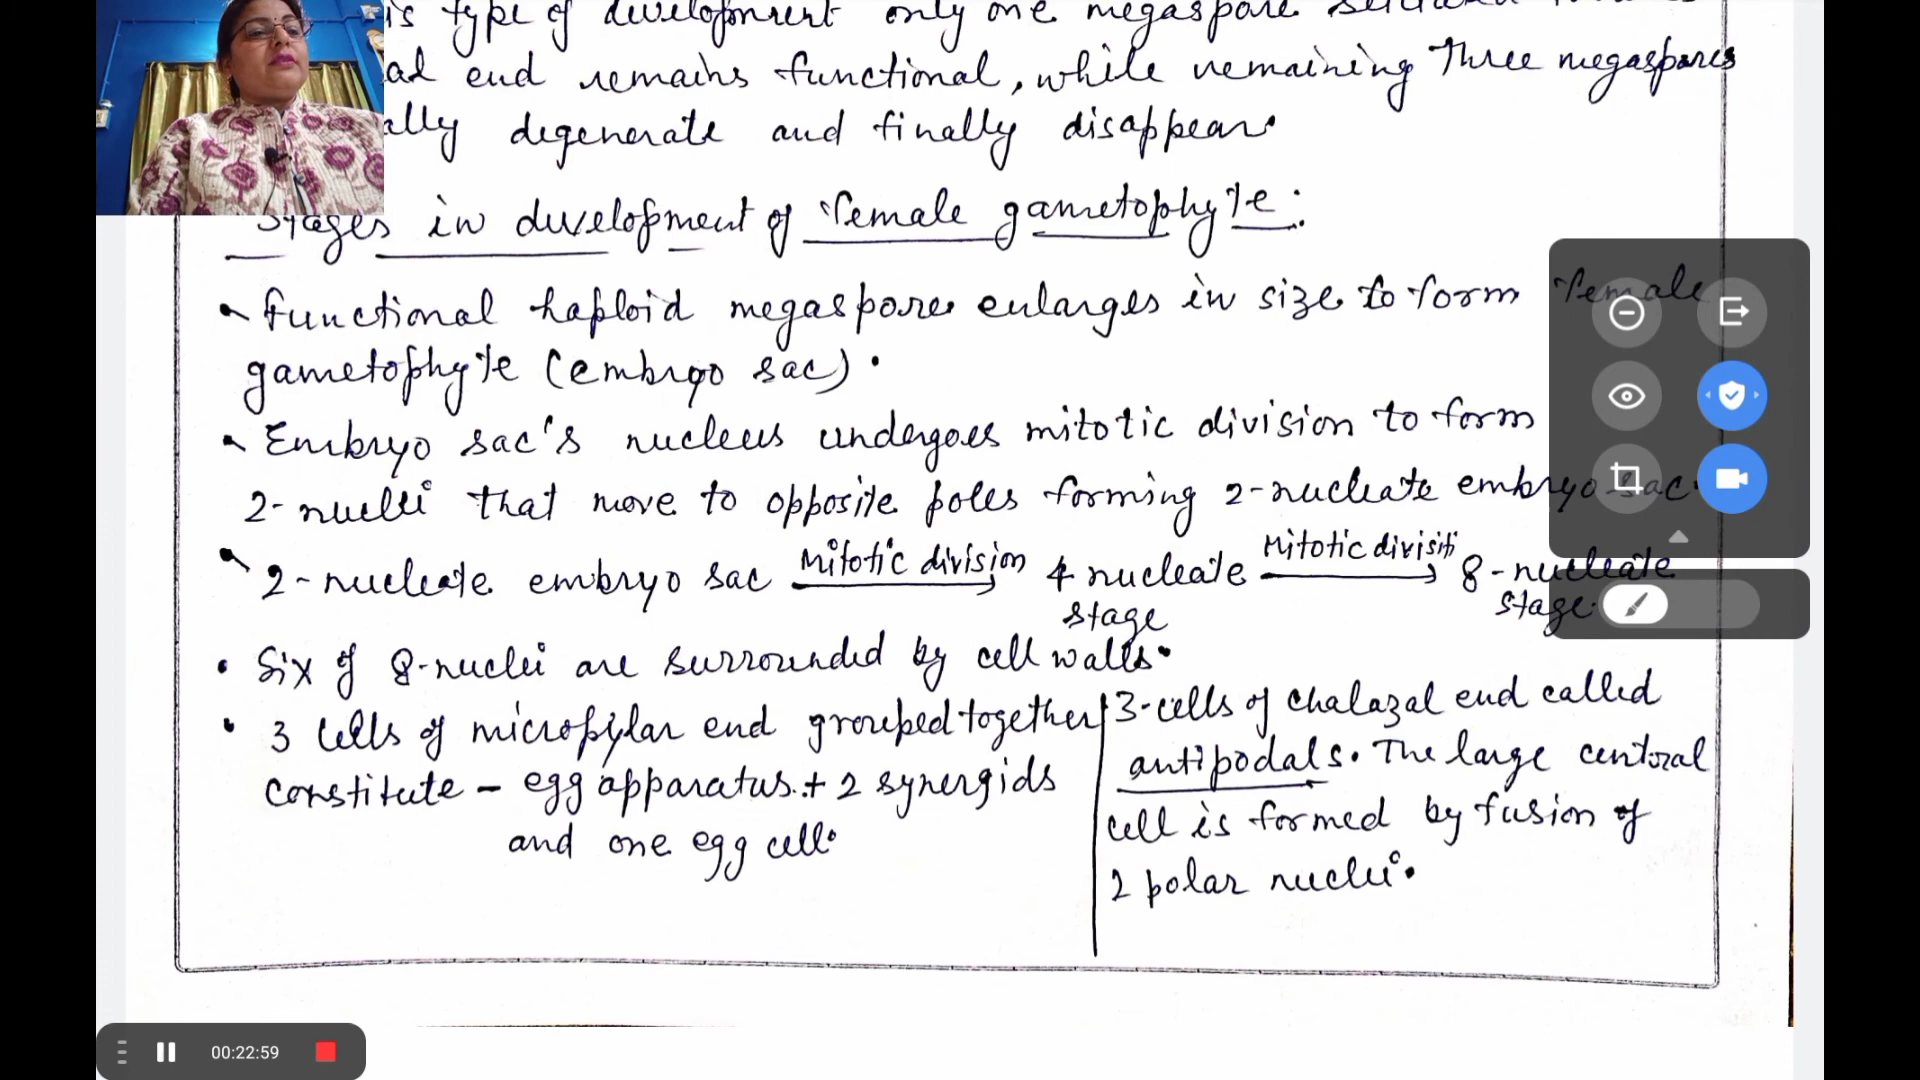 is type of development only one megaspore
al end remains functional, while remaining three megaspores
ally degenerate and finally disappear.
Stages in development of female gametophyte:
• Functional haploid megaspore enlarges in size to form female
gametophyte (embryo sac).
• Embryo sac's nucleus undergoes mitotic division to form
2-nuclei that move to opposite poles forming 2-nucleate embryo sac.
• 2-nucleate embryo sac Mitotic division → 4 nucleate stage Mitotic divisi → 8-nucleate stage.
• Six of 8-nuclei are surrounded by cell walls.
• 3 cells of micropylar end grouped together
constitute - egg apparatus + 2 synergids
and one egg cell.
3-cells of chalazal end called
antipodals. The large central
cell is formed by fusion of
2 polar nuclei.
00:22:59